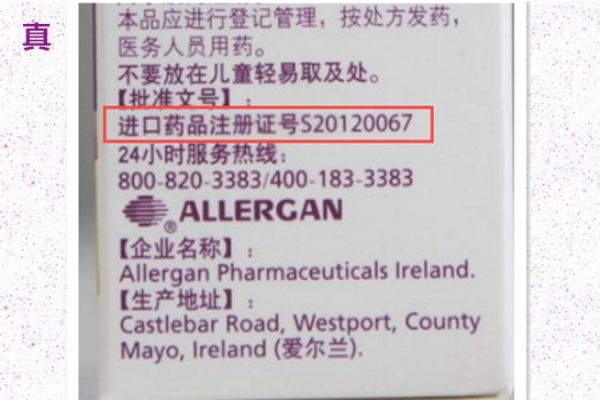 真
本品应进行登记管理，按处方发药，
医务人员用药。
不要放在儿童轻易取及处。
【批准文号】：
进口药品注册证号S20120067
24小时服务热线：
800-820-3383/400-183-3383
® ALLERGAN
【企业名称】：
Allergan Pharmaceuticals Ireland.
【生产地址】：
Castlebar Road, Westport, County
Mayo, Ireland (爱尔兰).